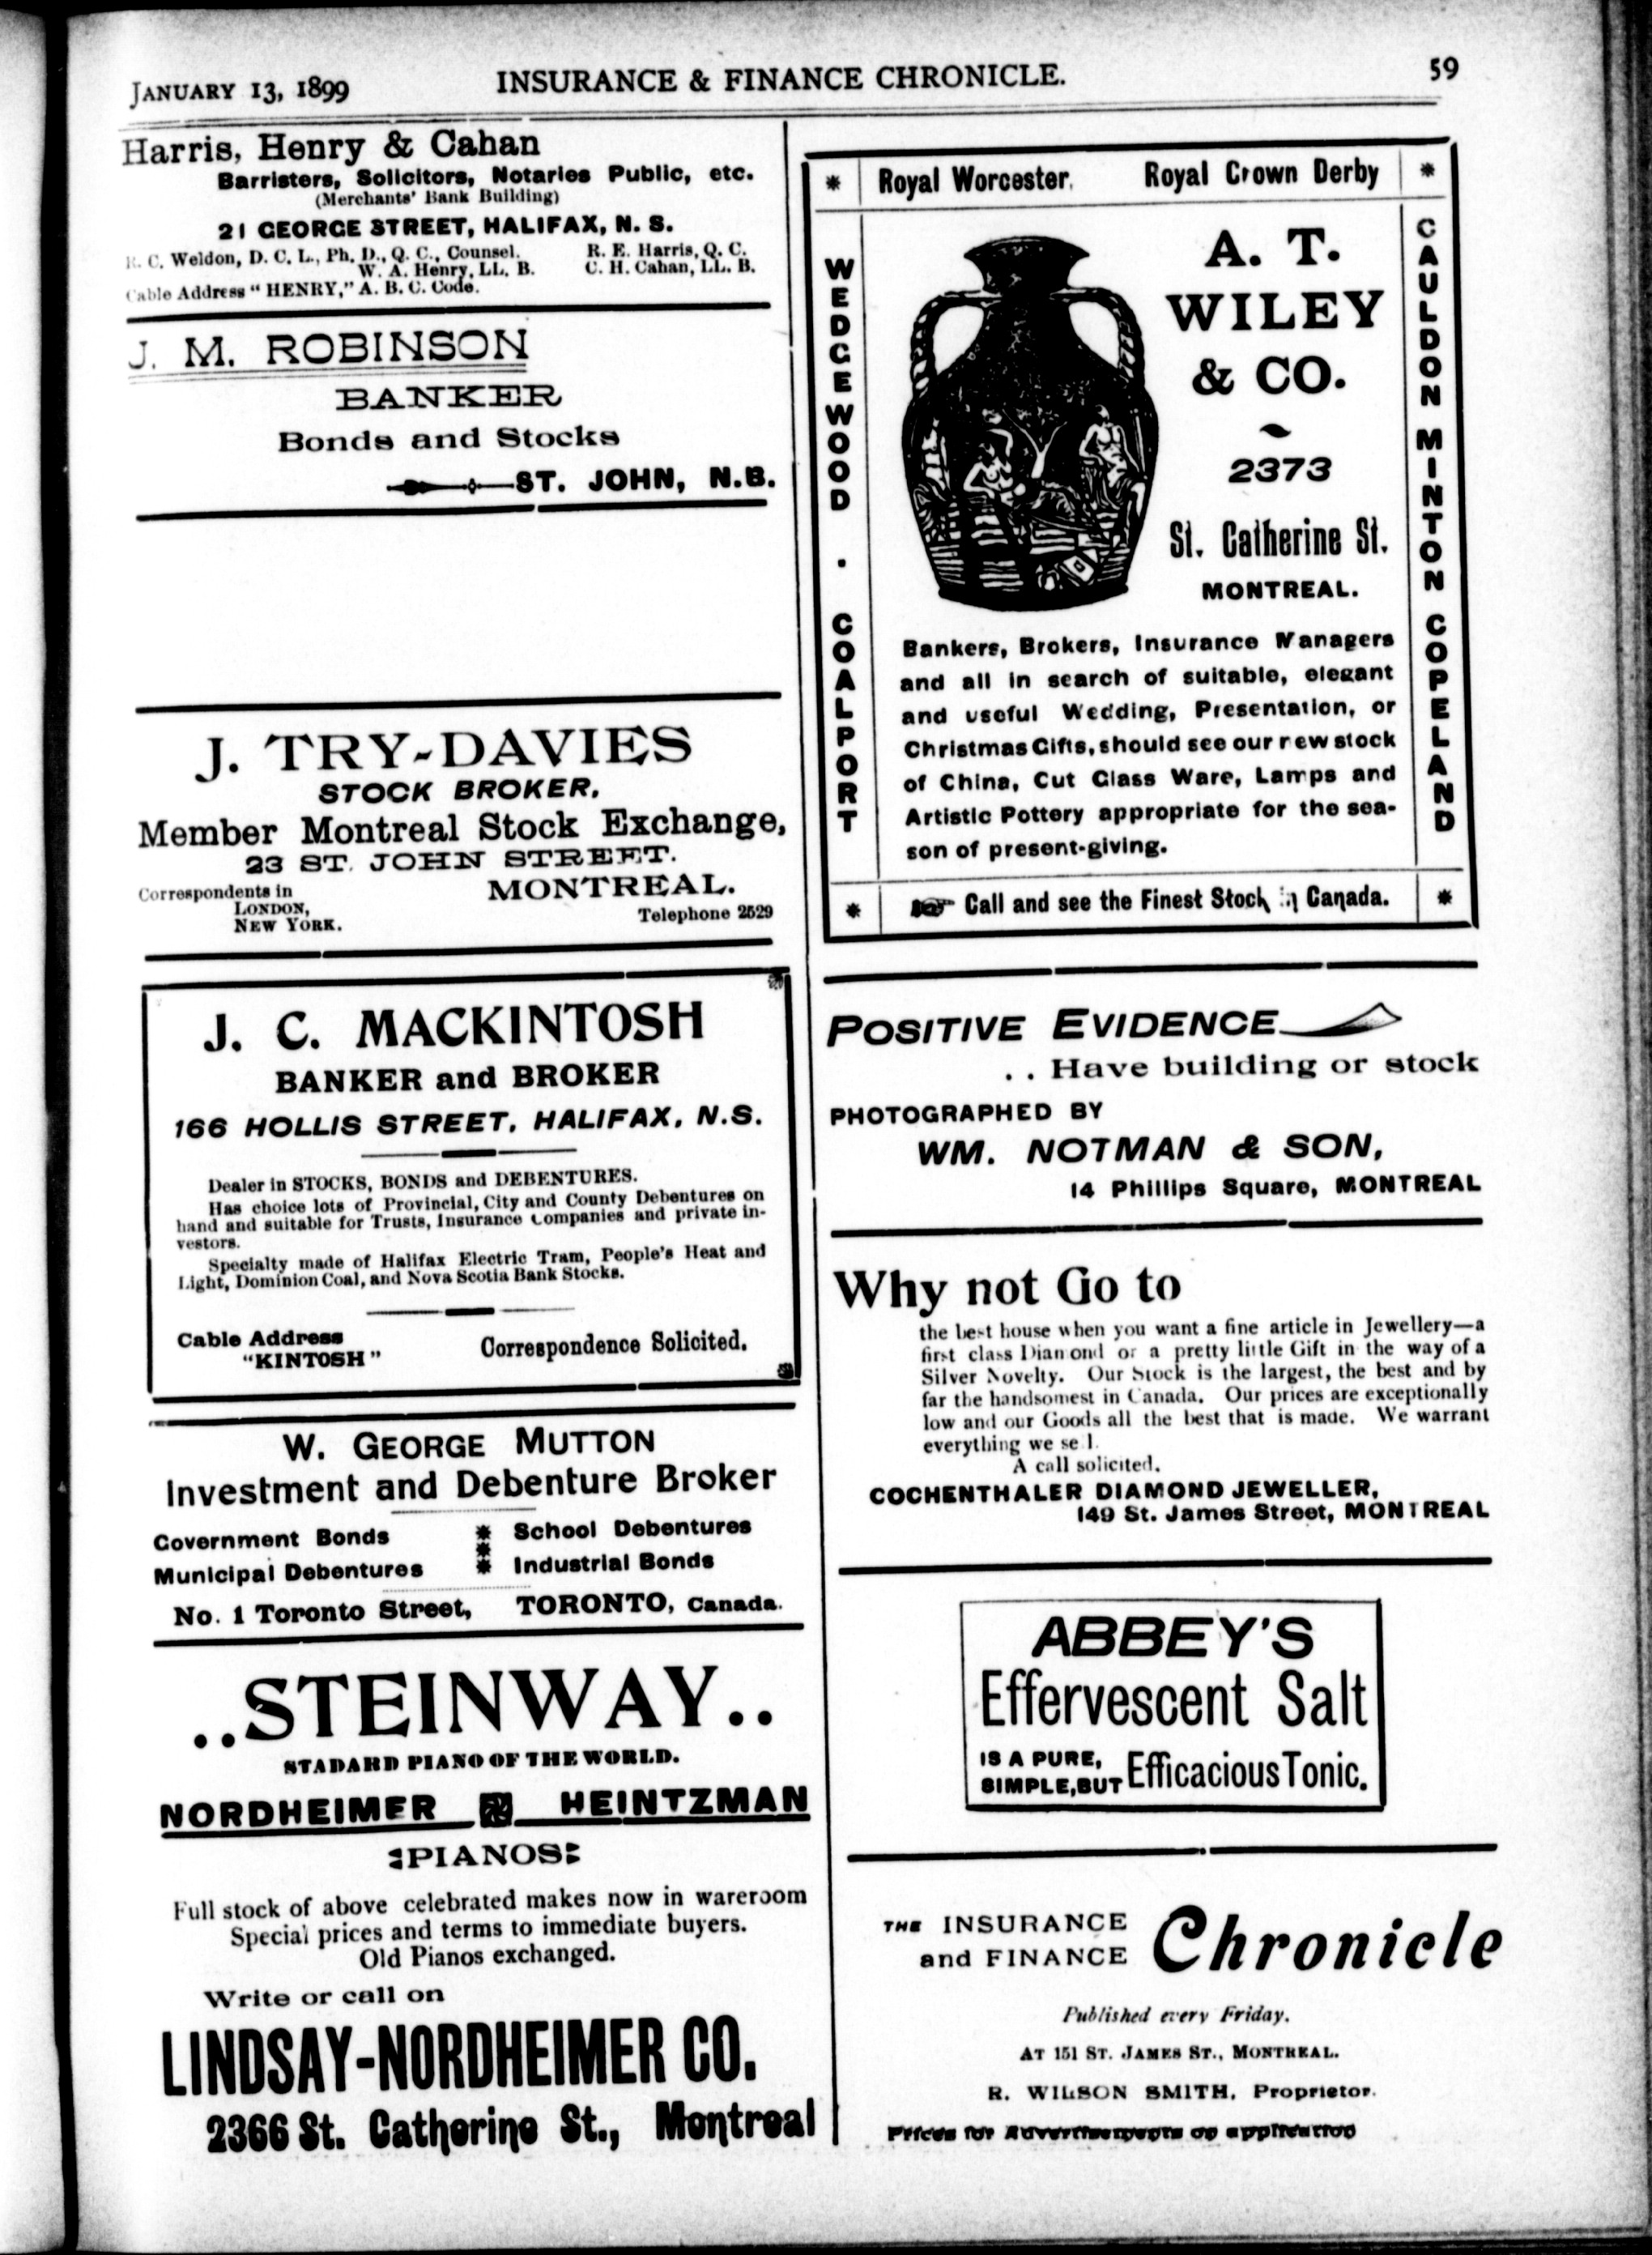 JANUARY 13, 1899
INSURANCE & FINANCE CHRONICLE.
59
Harris, Henry & Cahan
Barristers, Solicitors, Notaries Public, etc.
(Merchants' Bank Building)
21 GEORGE STREET, HALIFAX, N. S.
R. C. Weldon, D. C. L., Ph. D., Q. C., Counsel. R. E. Harris, Q. C.
W. A. Henry, LL. B. C. H. Cahan, LL. B.
Cable Address "HENRY," A. B. C. Code.
J. M. ROBINSON
BANKER
Bonds and Stocks
ST. JOHN, N.B.
J. TRY-DAVIES
STOCK BROKER,
Member Montreal Stock Exchange,
23 ST. JOHN STREET.
Correspondents in
MONTREAL.
LONDON,
NEW YORK.
Telephone 2529
J. C. MACKINTOSH
BANKER and BROKER
166 HOLLIS STREET, HALIFAX, N.S.
Dealer in STOCKS, BONDS and DEBENTURES.
Has choice lots of Provincial, City and County Debentures on
hand and suitable for Trusts, Insurance Companies and private in-
vestors.
Specialty made of Halifax Electric Tram, People's Heat and
Light, Dominion Coal, and Nova Scotia Bank Stocks.
Cable Address
"KINTOSH"
Correspondence Solicited.
W. GEORGE MUTTON
Investment and Debenture Broker
Government Bonds * School Debentures
*
Municipal Debentures * Industrial Bonds
No. 1 Toronto Street, TORONTO, Canada.
..STEINWAY..
STADARD PIANO OF THE WORLD.
NORDHEIMER HEINTZMAN
PIANOS
Full stock of above celebrated makes now in wareroom
Special prices and terms to immediate buyers.
Old Pianos exchanged.
Write or call on
LINDSAY-NORDHEIMER CO.
2366 St. Catherine St., Montreal
* Royal Worcester. Royal Crown Derby *
WEDGEWOOD . COALPORT
A. T.
WILEY
& CO.
2373
St. Catherine St.
MONTREAL.
CAULDON MINTON COPELAND
Bankers, Brokers, Insurance Managers
and all in search of suitable, elegant
and useful Wedding, Presentation, or
Christmas Gifts, should see our new stock
of China, Cut Glass Ware, Lamps and
Artistic Pottery appropriate for the sea-
son of present-giving.
* Call and see the Finest Stock in Canada. *
POSITIVE EVIDENCE
. . Have building or stock
PHOTOGRAPHED BY
WM. NOTMAN & SON,
14 Phillips Square, MONTREAL
Why not Go to
the best house when you want a fine article in Jewellery—a
first class Diamond or a pretty little Gift in the way of a
Silver Novelty. Our Stock is the largest, the best and by
far the handsomest in Canada. Our prices are exceptionally
low and our Goods all the best that is made. We warrant
everything we sell.
A call solicited.
COCHENTHALER DIAMOND JEWELLER,
149 St. James Street, MONTREAL
ABBEY'S
Effervescent Salt
IS A PURE,
SIMPLE, BUT Efficacious Tonic.
THE INSURANCE
and FINANCE Chronicle
Published every Friday.
AT 151 ST. JAMES ST., MONTREAL.
R. WILSON SMITH, Proprietor.
Prices for Advertisements on application